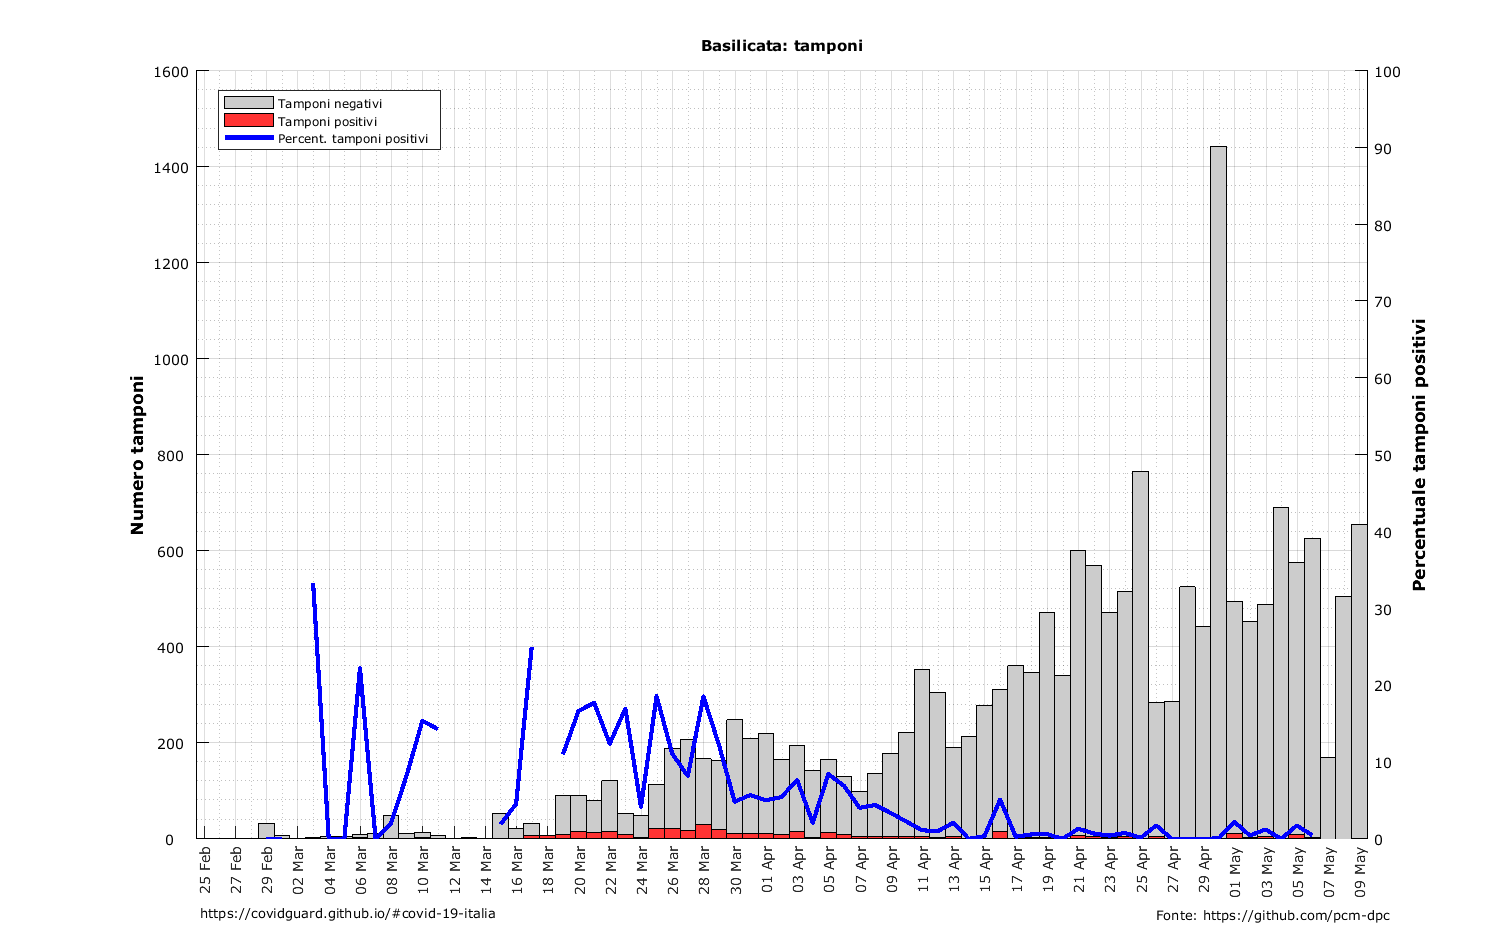 Basilicata: tamponi
Tamponi negativi
Tamponi positivi
Percent. tamponi positivi
Numero tamponi
1600
1400
1200
1000
800
600
400
200
0
100
90
80
70
60
50
40
30
20
10
0
Percentuale tamponi positivi
25 Feb
27 Feb
29 Feb
02 Mar
04 Mar
06 Mar
08 Mar
10 Mar
12 Mar
14 Mar
16 Mar
18 Mar
20 Mar
22 Mar
24 Mar
26 Mar
28 Mar
30 Mar
01 Apr
03 Apr
05 Apr
07 Apr
09 Apr
11 Apr
13 Apr
15 Apr
17 Apr
19 Apr
21 Apr
23 Apr
25 Apr
27 Apr
29 Apr
01 May
03 May
05 May
07 May
09 May
https://covidguard.github.io/#covid-19-italia
Fonte: https://github.com/pcm-dpc